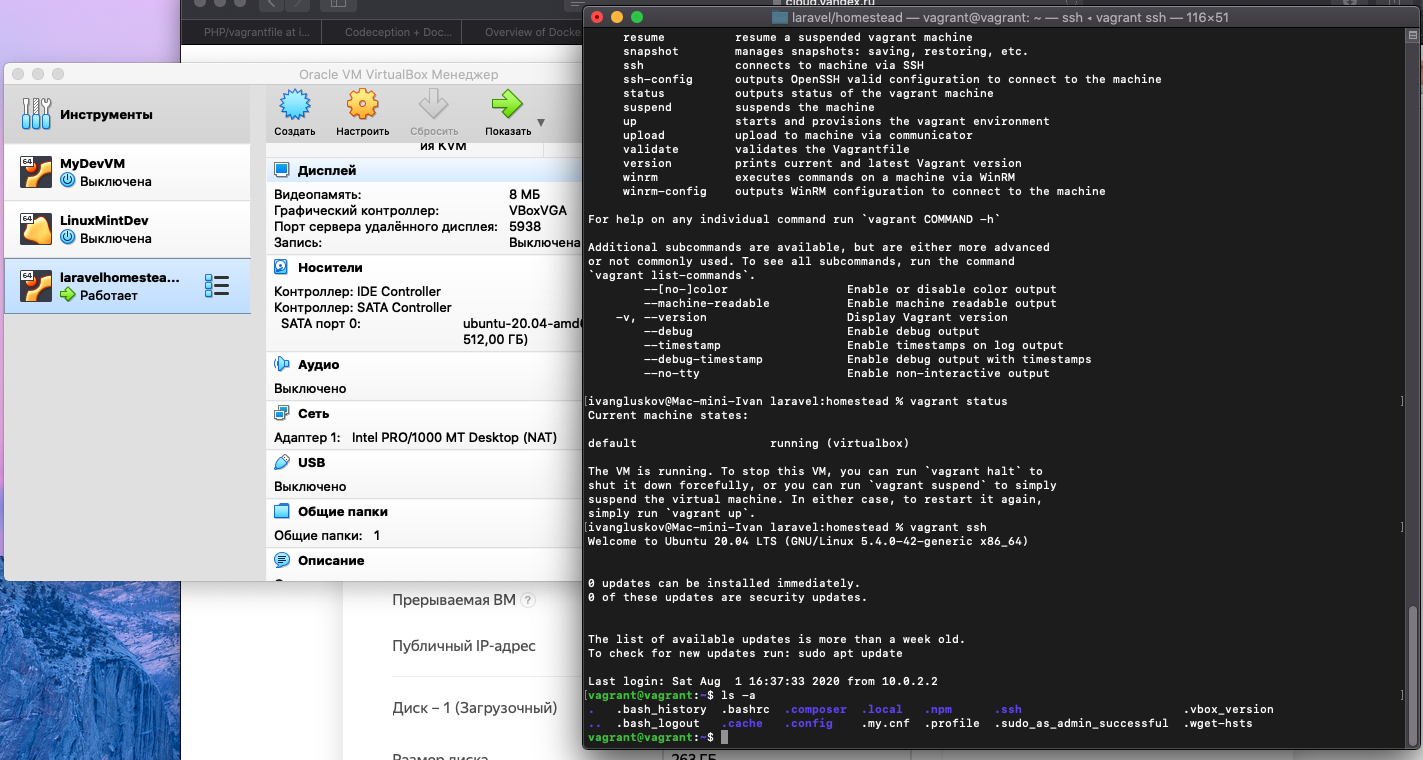 cloud.yandex.ru
PHP/vagrantfile at i...
Codeception + Doc...
Overview of Docke
Oracle VM VirtualBox Менеджер
Инструменты
MyDevVM
Выключена
LinuxMintDev
Выключена
laravelhomestea...
Работает
Создать
Настроить
Сбросить
Показать
ия KVM
Дисплей
Видеопамять: 8 МБ
Графический контроллер: VBoxVGA
Порт сервера удалённого дисплея: 5938
Запись: Выключена
Носители
Контроллер: IDE Controller
Контроллер: SATA Controller
SATA порт 0: ubuntu-20.04-amd
512,00 ГБ)
Аудио
Выключено
Сеть
Адаптер 1: Intel PRO/1000 MT Desktop (NAT)
USB
Выключено
Общие папки
Общие папки: 1
Описание
Прерываемая ВМ ?
Публичный IP-адрес
Диск – 1 (Загрузочный)
Размер диска
263 ГБ
laravel/homestead — vagrant@vagrant: ~ — ssh ◂ vagrant ssh — 116×51
resume resume a suspended vagrant machine
snapshot manages snapshots: saving, restoring, etc.
ssh connects to machine via SSH
ssh-config outputs OpenSSH valid configuration to connect to the machine
status outputs status of the vagrant machine
suspend suspends the machine
up starts and provisions the vagrant environment
upload upload to machine via communicator
validate validates the Vagrantfile
version prints current and latest Vagrant version
winrm executes commands on a machine via WinRM
winrm-config outputs WinRM configuration to connect to the machine
For help on any individual command run `vagrant COMMAND -h`
Additional subcommands are available, but are either more advanced
or not commonly used. To see all subcommands, run the command
`vagrant list-commands`.
--[no-]color Enable or disable color output
--machine-readable Enable machine readable output
-v, --version Display Vagrant version
--debug Enable debug output
--timestamp Enable timestamps on log output
--debug-timestamp Enable debug output with timestamps
--no-tty Enable non-interactive output
[ivangluskov@Mac-mini-Ivan laravel:homestead % vagrant status ]
Current machine states:
default running (virtualbox)
The VM is running. To stop this VM, you can run `vagrant halt` to
shut it down forcefully, or you can run `vagrant suspend` to simply
suspend the virtual machine. In either case, to restart it again,
simply run `vagrant up`.
[ivangluskov@Mac-mini-Ivan laravel:homestead % vagrant ssh ]
Welcome to Ubuntu 20.04 LTS (GNU/Linux 5.4.0-42-generic x86_64)
0 updates can be installed immediately.
0 of these updates are security updates.
The list of available updates is more than a week old.
To check for new updates run: sudo apt update
Last login: Sat Aug  1 16:37:33 2020 from 10.0.2.2
[vagrant@vagrant:~$ ls -a ]
. .bash_history .bashrc .composer .local .npm .ssh .vbox_version
.. .bash_logout .cache .config .my.cnf .profile .sudo_as_admin_successful .wget-hsts
vagrant@vagrant:~$